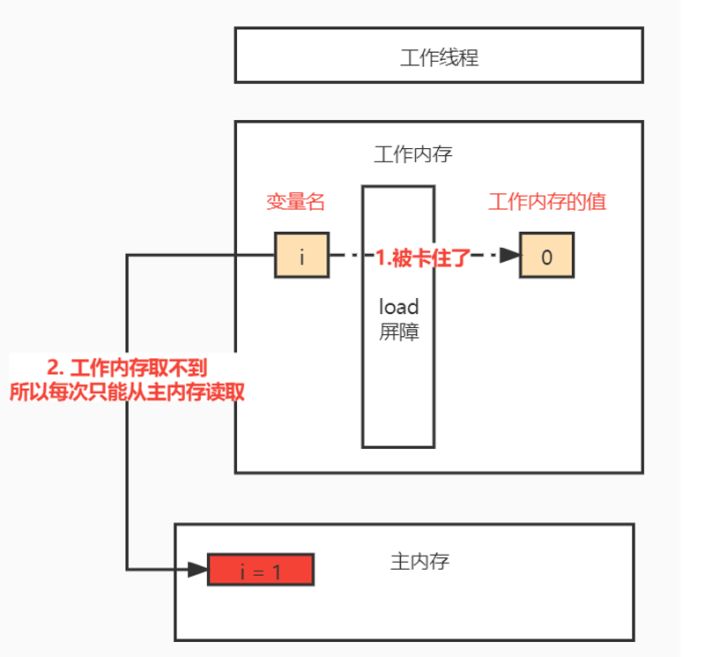 工作线程
工作内存
变量名
工作内存的值
i
1.被卡住了
0
load
屏障
2. 工作内存取不到
所以每次只能从主内存读取
主内存
i = 1